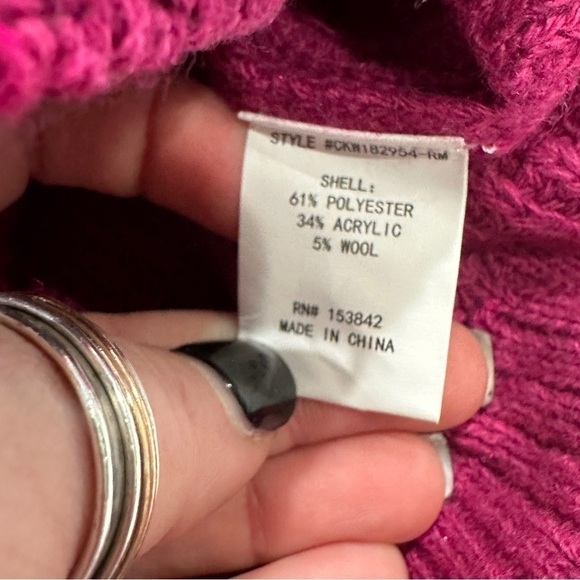 STYLE #CKW182954-RM
SHELL:
61% POLYESTER
34% ACRYLIC
5% WOOL
RN# 153842
MADE IN CHINA